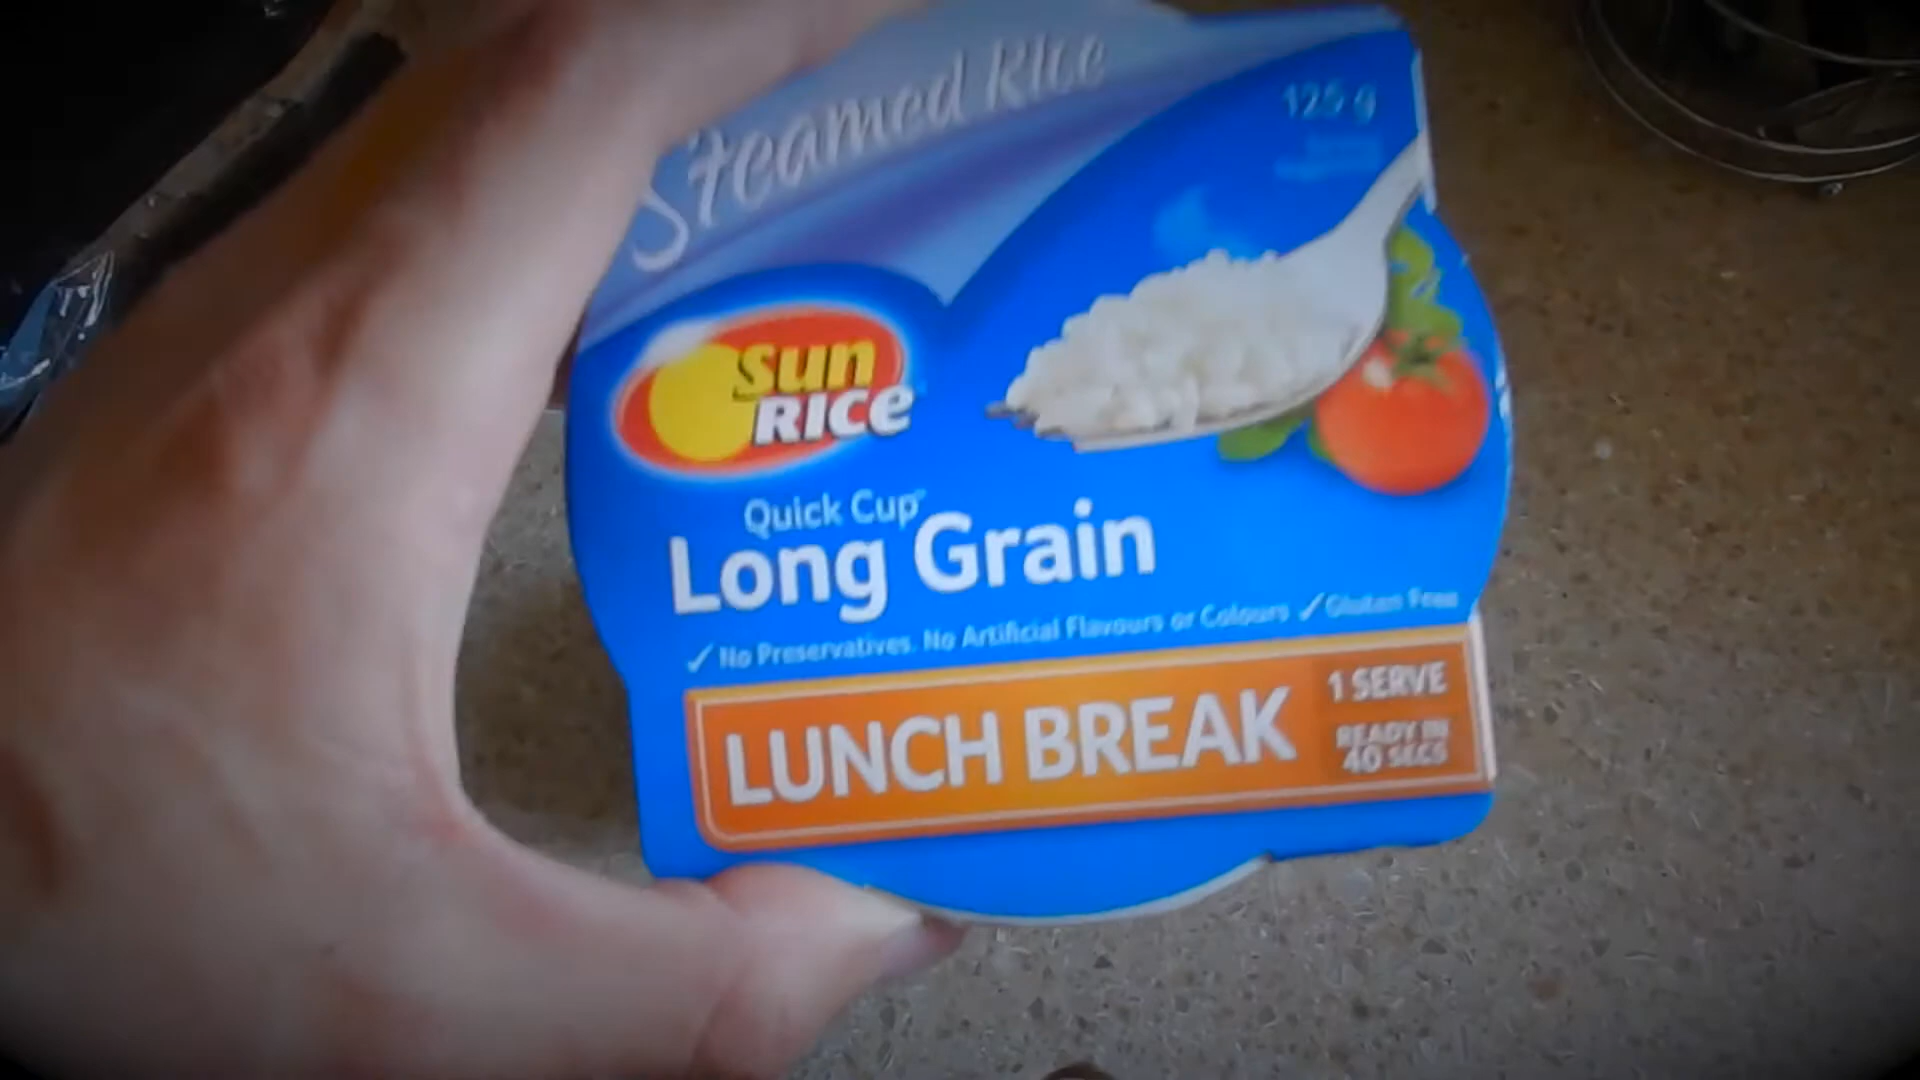 Steamed Rice
125 g
Sun
RICE
Quick Cup
Long Grain
✓ No Preservatives. No Artificial Flavours or Colours ✓ Gluten Free
LUNCH BREAK
1 SERVE
READY IN
40 SECS